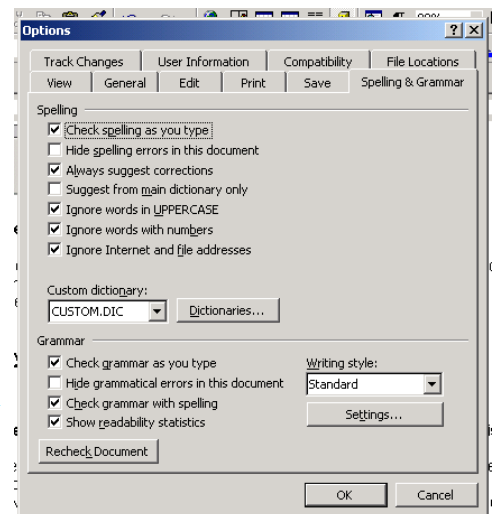 Options
Track Changes User Information Compatibility File Locations
View General Edit Print Save Spelling & Grammar
Spelling
Check spelling as you type
Hide spelling errors in this document
Always suggest corrections
Suggest from main dictionary only
Ignore words in UPPERCASE
Ignore words with numbers
Ignore Internet and file addresses
Custom dictionary:
CUSTOM.DIC Dictionaries...
Grammar
Check grammar as you type Writing style:
Hide grammatical errors in this document Standard
Check grammar with spelling
Show readability statistics Settings...
Recheck Document
OK Cancel